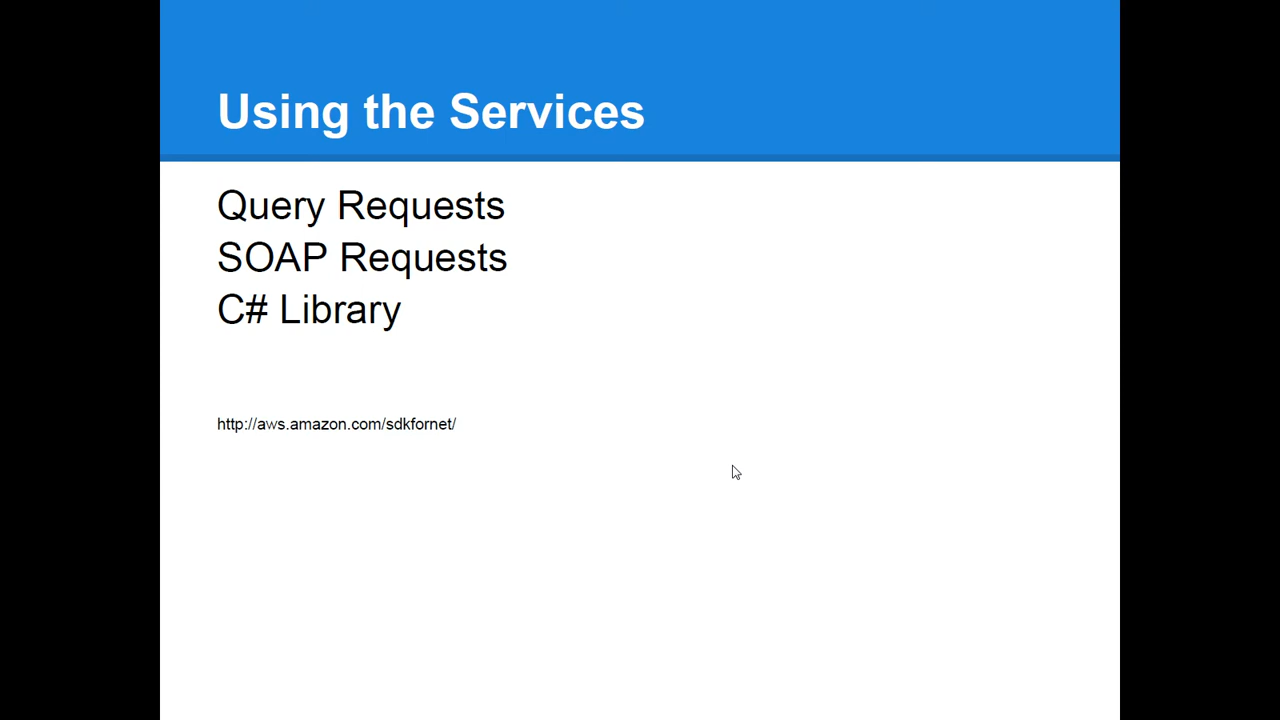 Using the Services
Query Requests
SOAP Requests
C# Library
http://aws.amazon.com/sdkfornet/